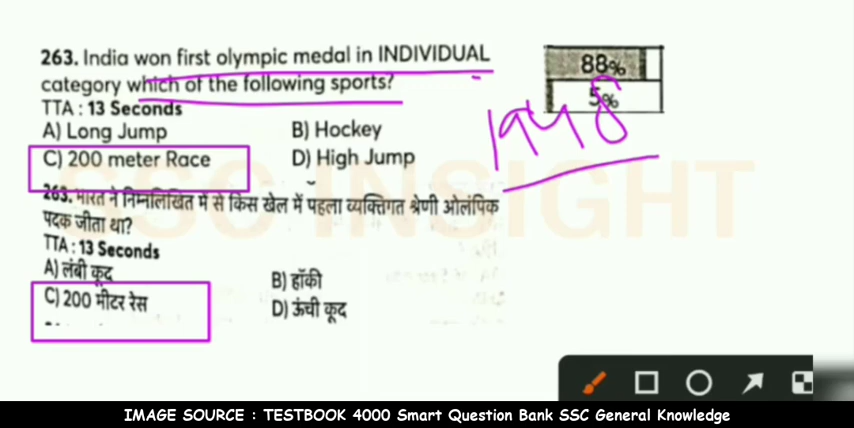 263. India won first olympic medal in INDIVIDUAL
category which of the following sports?
TTA : 13 Seconds
A) Long Jump B) Hockey
C) 200 meter Race D) High Jump
88%
5%
1948
263. भारत ने निम्नलिखित में से किस खेल में पहला व्यक्तिगत श्रेणी ओलंपिक
पदक जीता था?
TTA : 13 Seconds
A) लंबी कूद B) हॉकी
C) 200 मीटर रेस D) ऊंची कूद
SSC INSIGHT
IMAGE SOURCE : TESTBOOK 4000 Smart Question Bank SSC General Knowledge